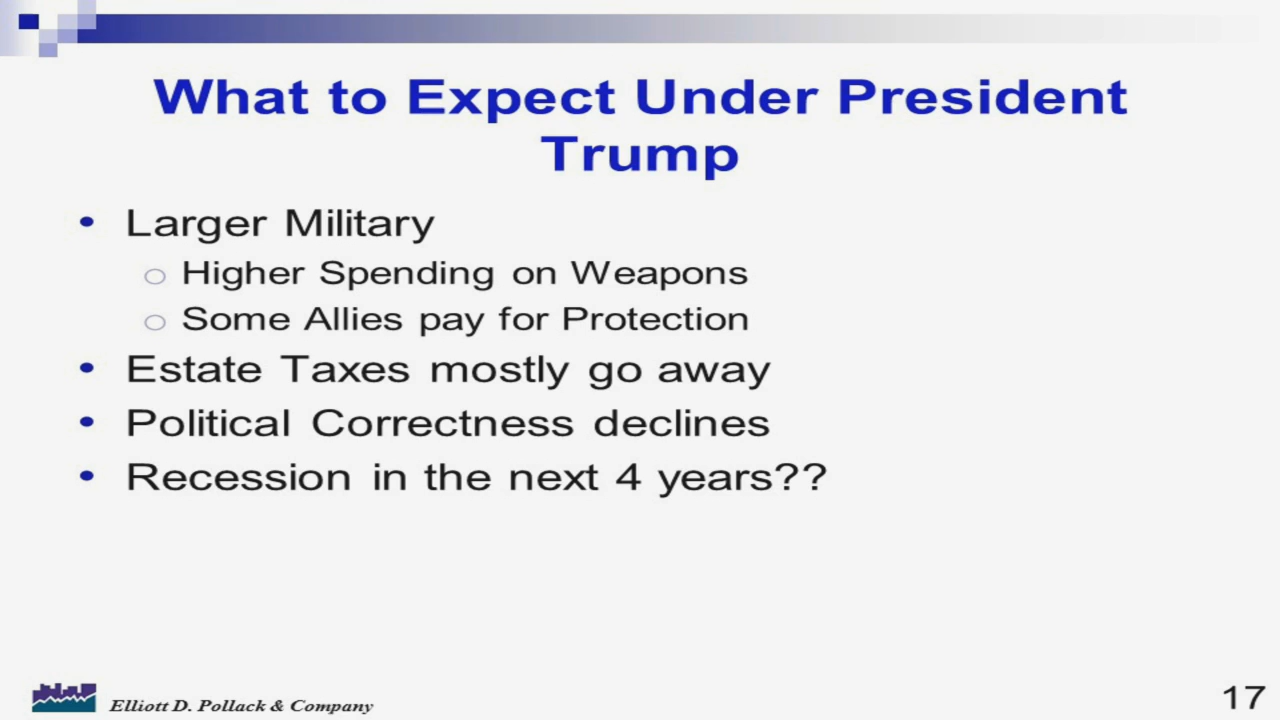 What to Expect Under President
Trump
• Larger Military
○ Higher Spending on Weapons
○ Some Allies pay for Protection
• Estate Taxes mostly go away
• Political Correctness declines
• Recession in the next 4 years??
Elliott D. Pollack & Company
17